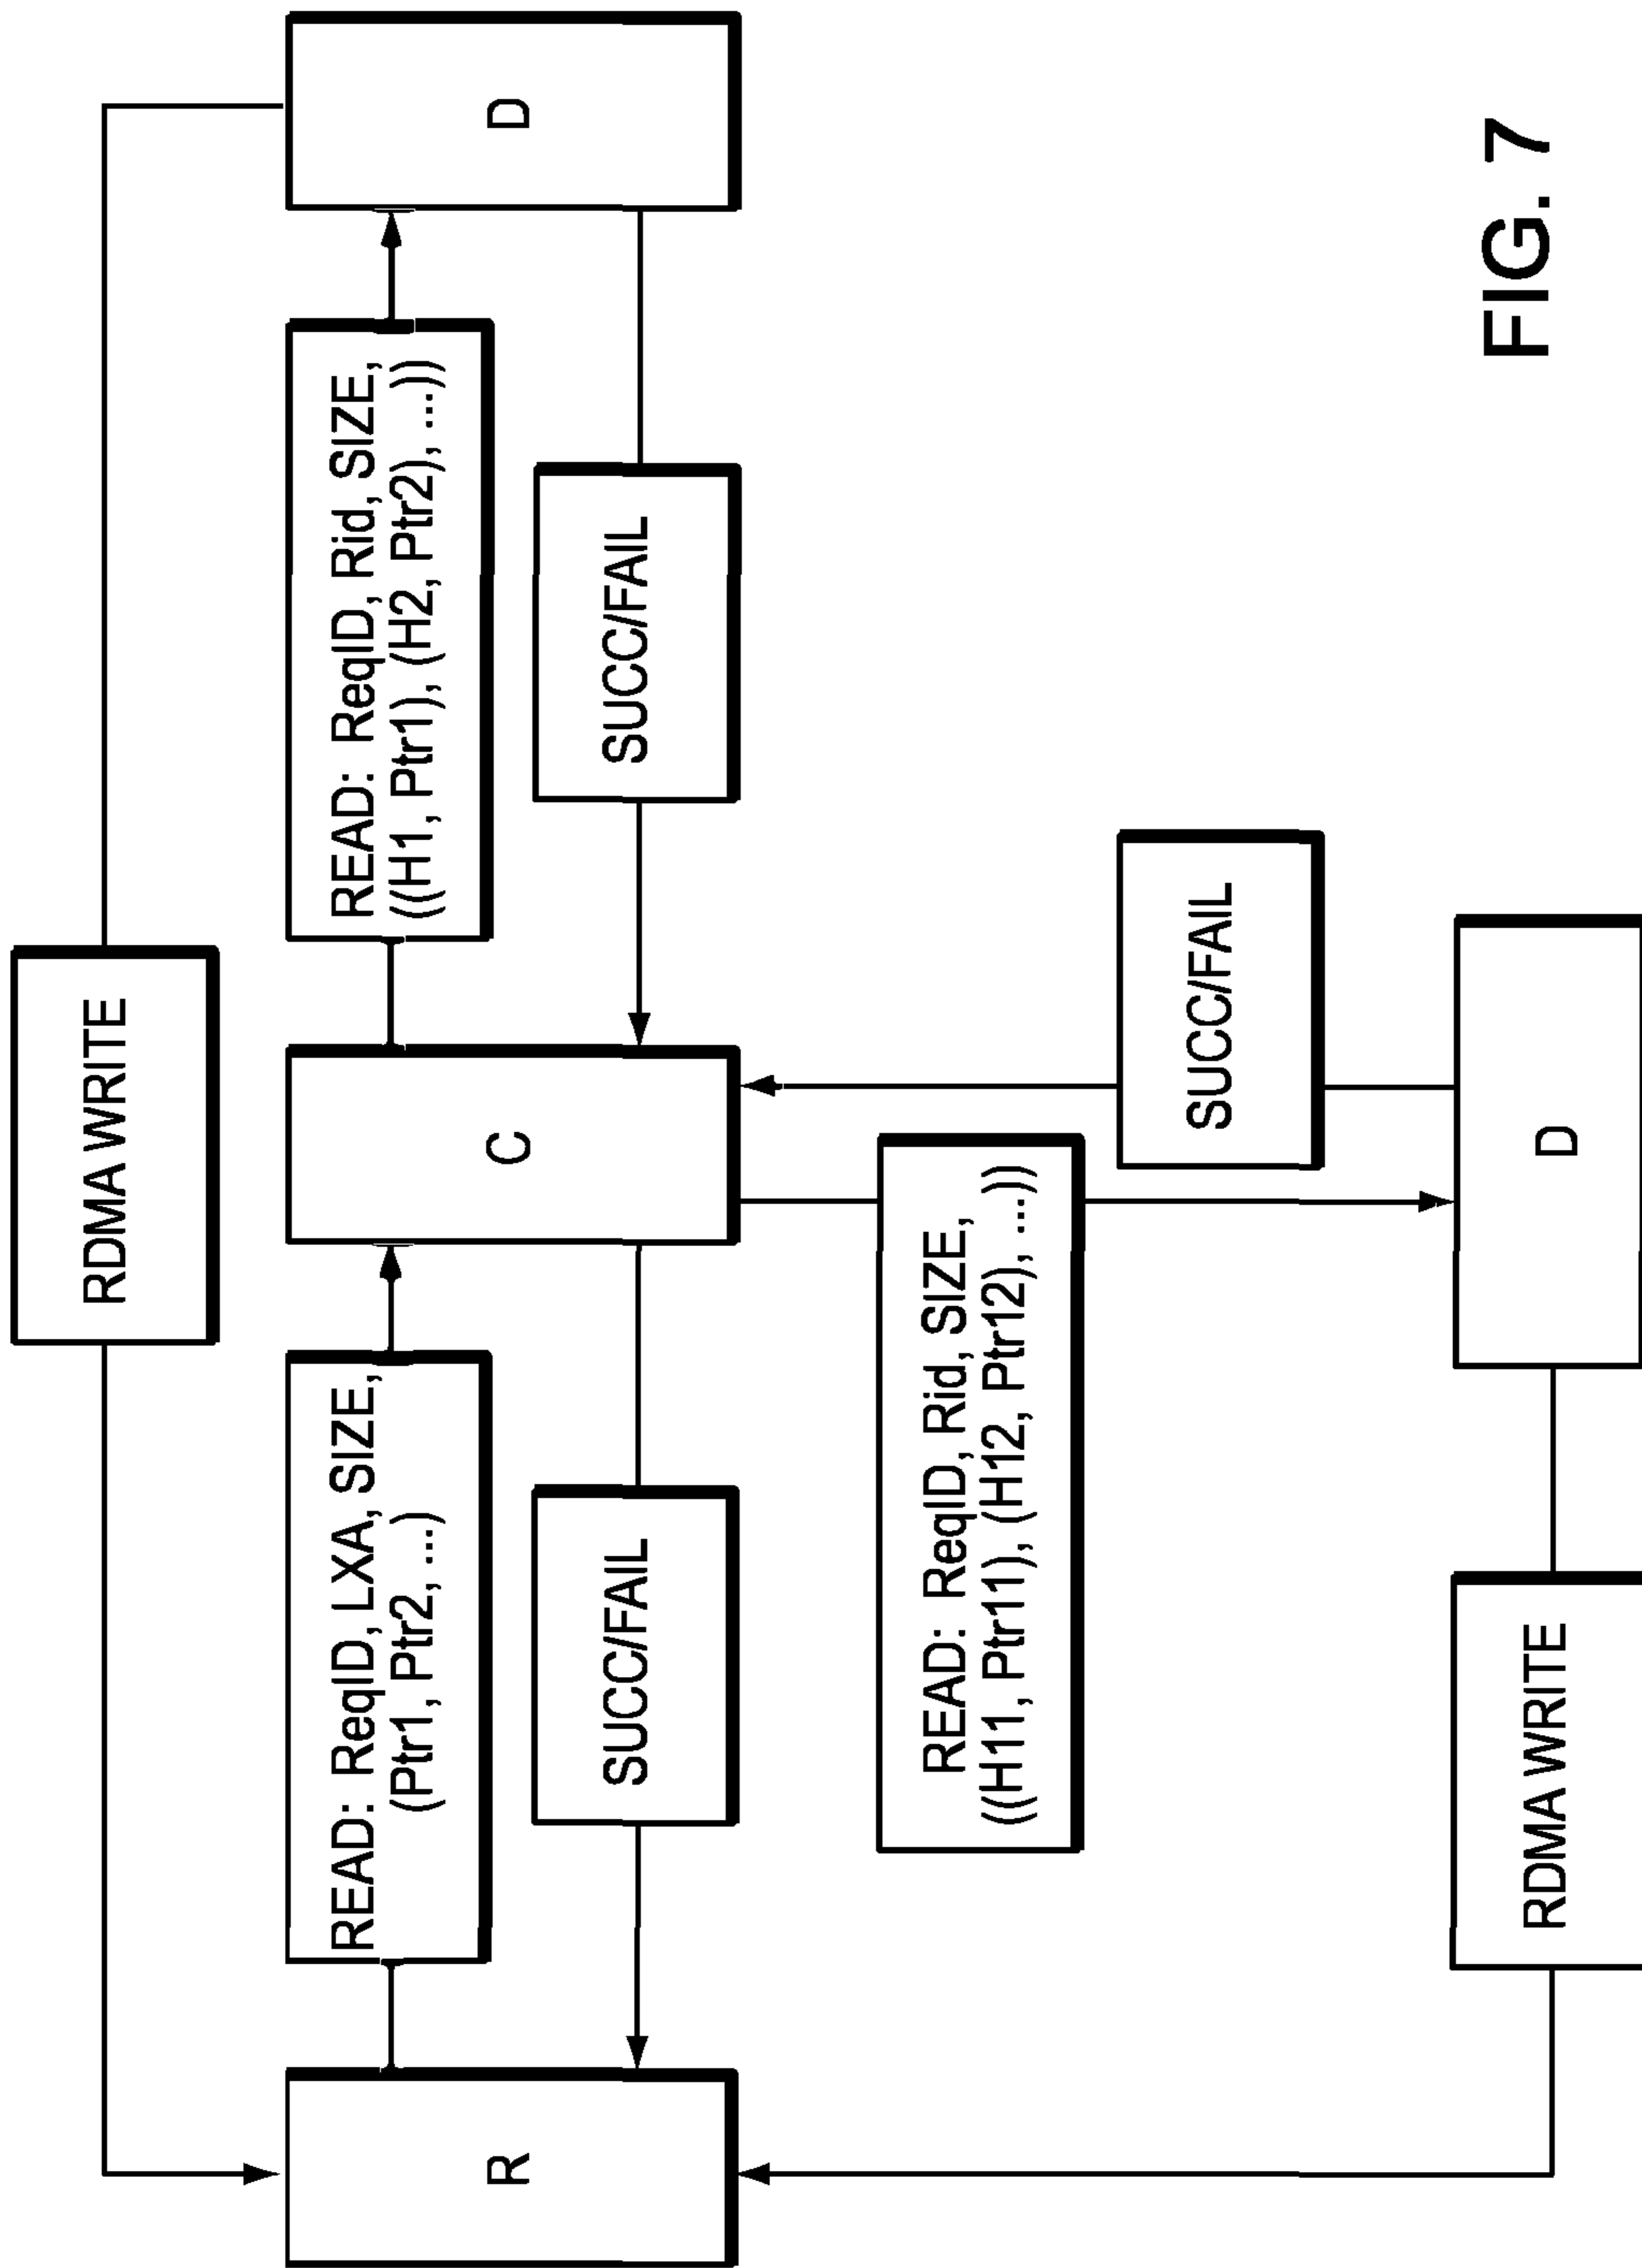 RDMA WRITE
READ: ReqID, LXA, SIZE,
(Ptr1, Ptr2, ...)
READ: ReqID, Rid, SIZE,
((H1, Ptr1), (H2, Ptr2), ...))
R
C
D
SUCC/FAIL
SUCC/FAIL
READ: ReqID, Rid, SIZE,
((H11, Ptr11), (H12, Ptr12), ...))
SUCC/FAIL
RDMA WRITE
D
FIG. 7